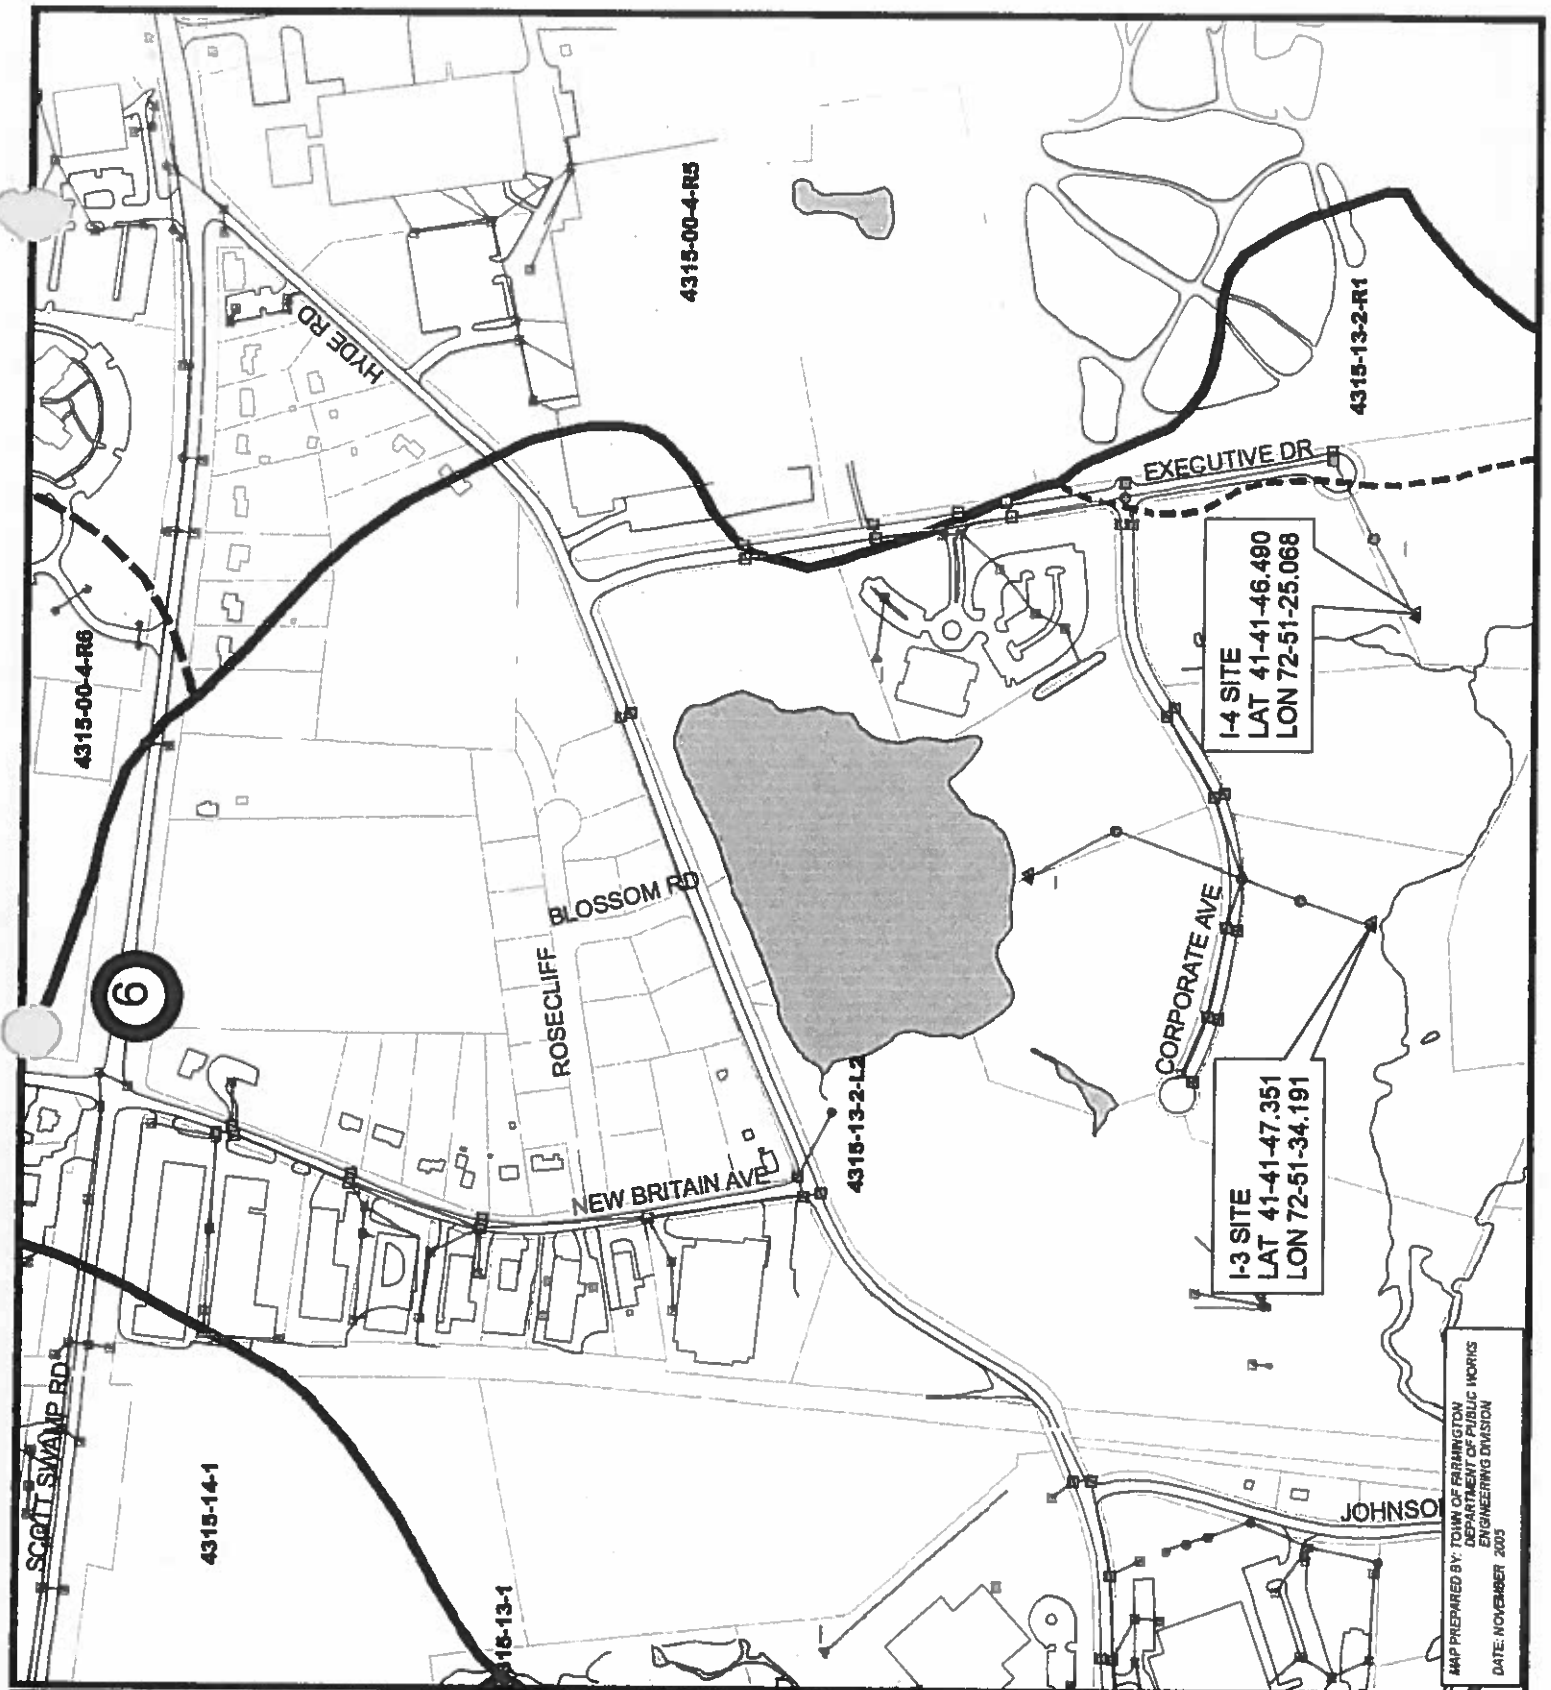 4315-00-4-R5
HYDE RD
4315-13-2-R1
EXECUTIVE DR
4315-00-4-R6
I-4 SITE
LAT 41-41-46.490
LON 72-51-25.068
BLOSSOM RD
6
ROSECLIFF
CORPORATE AVE
4315-13-2-L2
NEW BRITAIN AVE
I-3 SITE
LAT 41-41-47.351
LON 72-51-34.191
SCOTT SWAMP RD
4315-14-1
JOHNSO
315-13-1
MAP PREPARED BY: TOWN OF FARMINGTON
DEPARTMENT OF PUBLIC WORKS
ENGINEERING DIVISION
DATE: NOVEMBER 2005